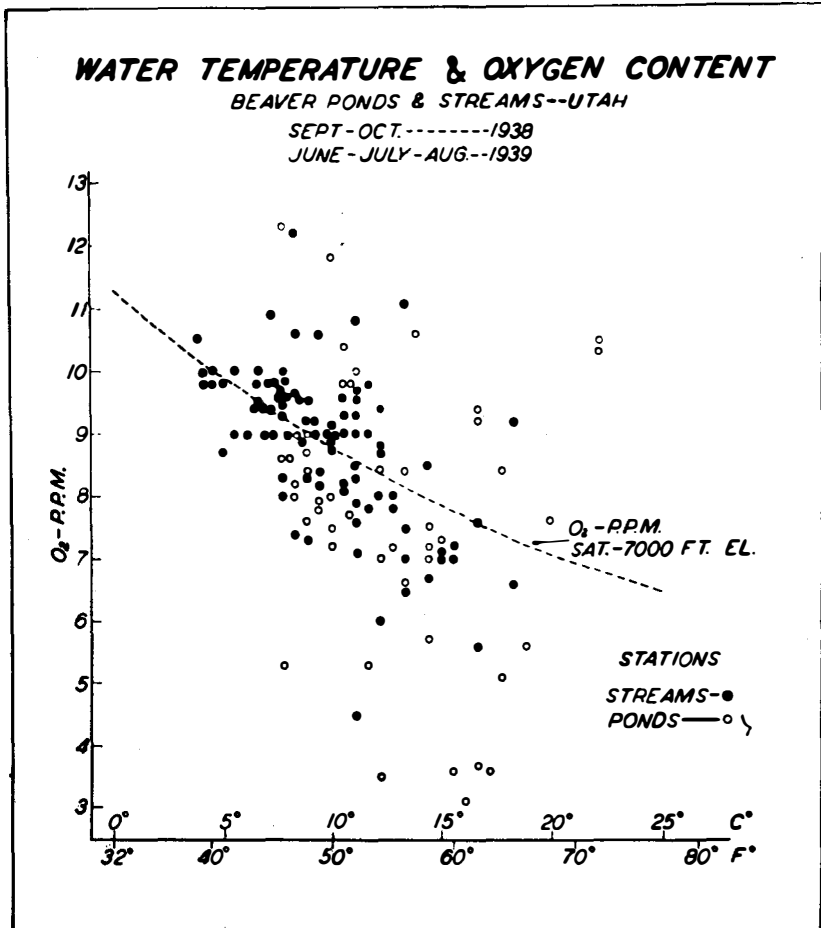 WATER TEMPERATURE & OXYGEN CONTENT
BEAVER PONDS & STREAMS--UTAH
SEPT-OCT.---------1938
JUNE-JULY-AUG.--1939
13
12
11
10
9
8
7
6
5
4
3
O₂-P.P.M.
O₂-P.P.M.
SAT.-7000 FT. EL.
STATIONS
STREAMS-●
PONDS—○
0° 5° 10° 15° 20° 25° C°
32° 40° 50° 60° 70° 80° F°